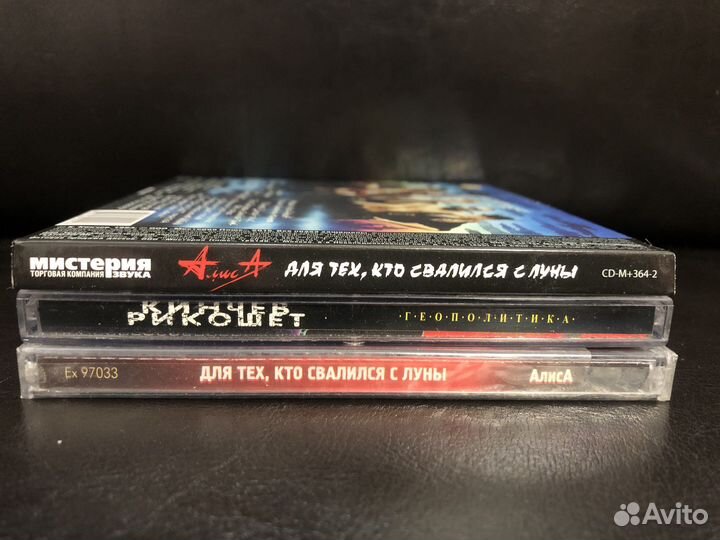 мистерия
ТОРГОВАЯ КОМПАНИЯ ЗВУКА
АлисА
ДЛЯ ТЕХ, КТО СВАЛИЛСЯ С ЛУНЫ
CD-M+364-2
КИНЧЕВ
РИКОШЕТ
·Г·Е·О·П·О·Л·И·Т·И·К·А·
Ex 97033
ДЛЯ ТЕХ, КТО СВАЛИЛСЯ С ЛУНЫ
АлисА
Avito